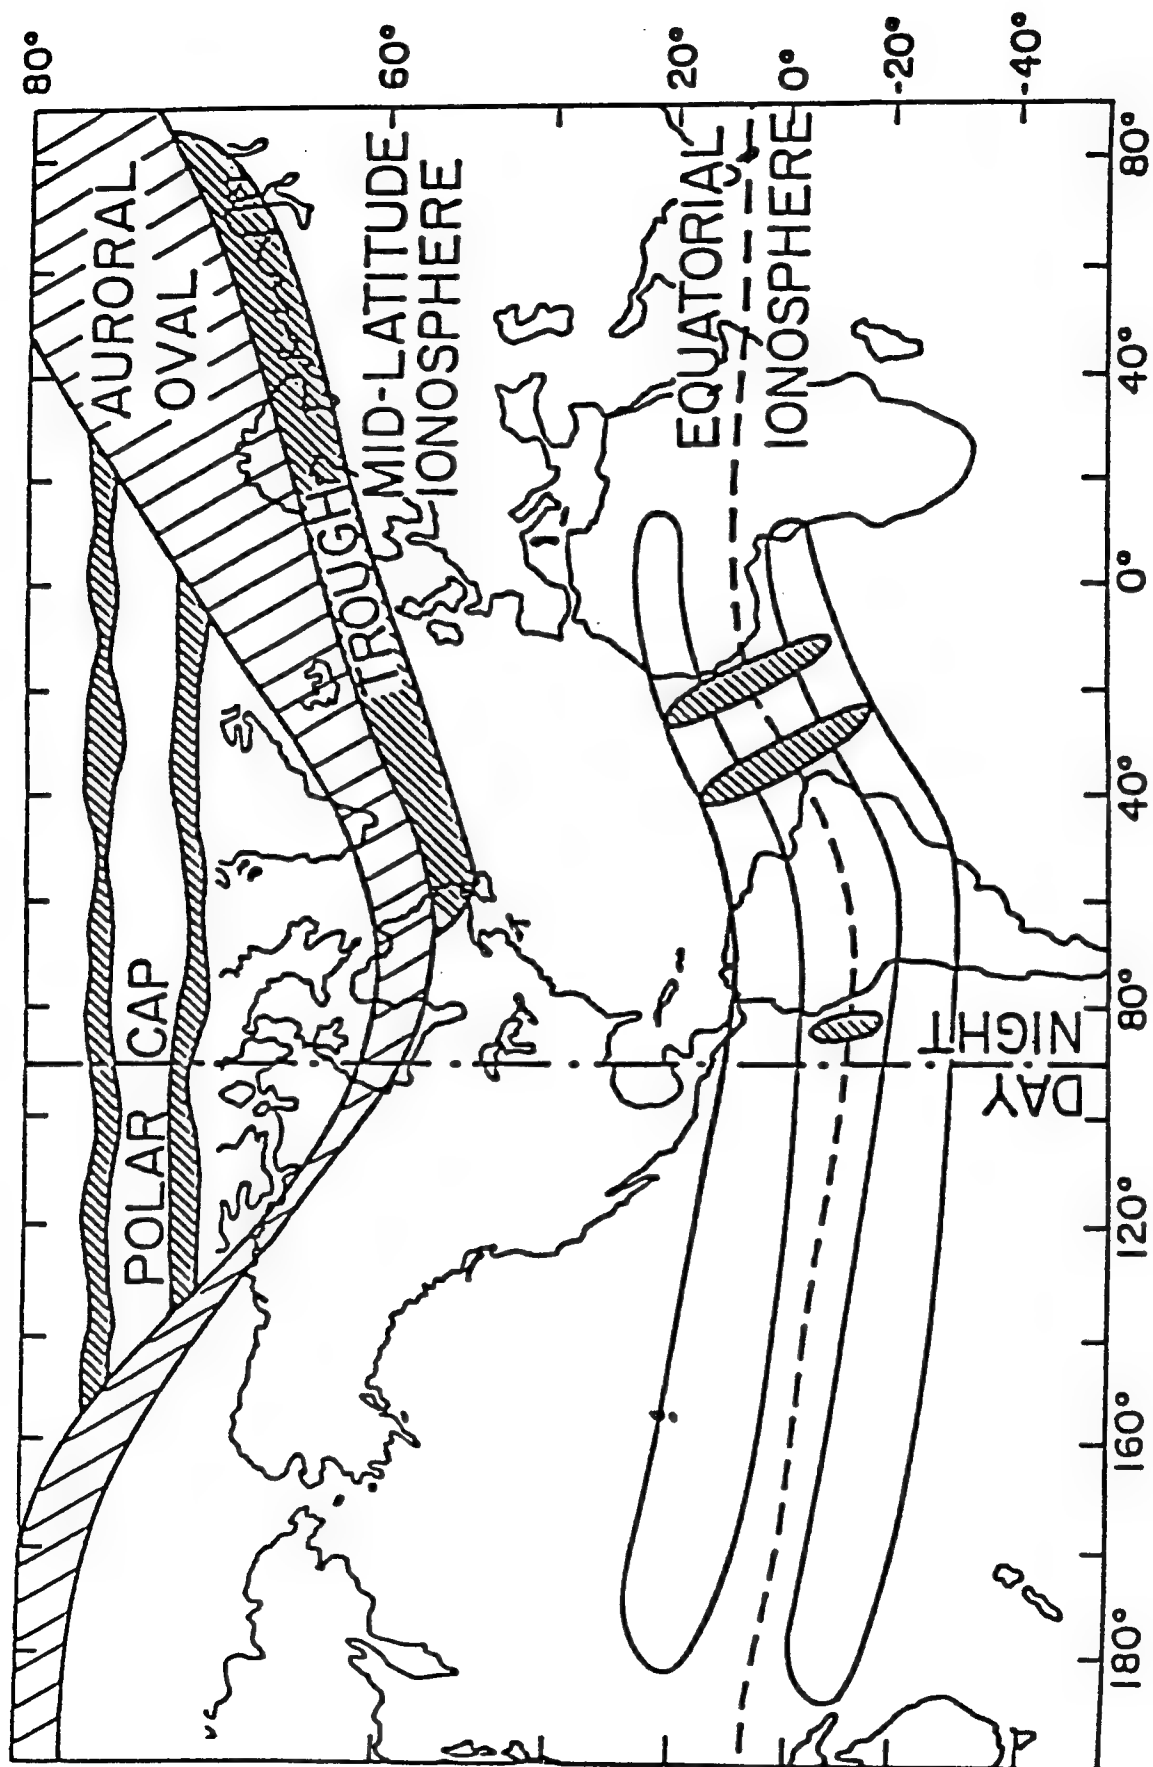 80°
60°
20°
0°
-20°
-40°
AURORAL
OVAL
MID-LATITUDE
IONOSPHERE
EQUATORIAL
IONOSPHERE
TROUGH
POLAR CAP
NIGHT
DAY
180°
160°
120°
80°
40°
0°
40°
80°